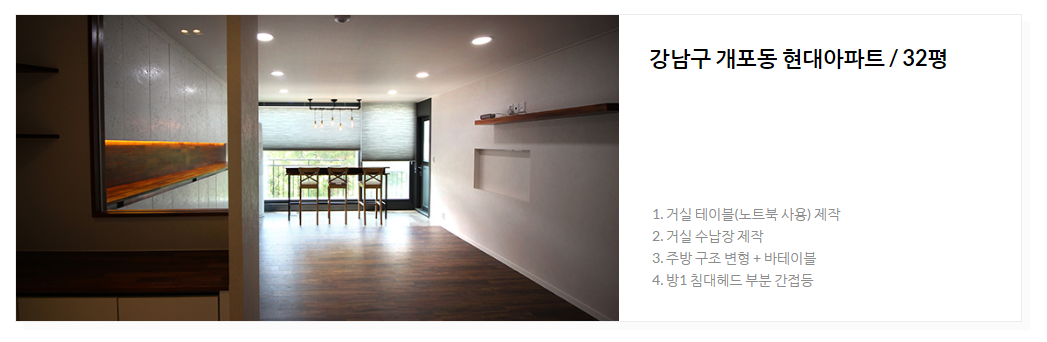 강남구 개포동 현대아파트 / 32평
1. 거실 테이블(노트북 사용) 제작
2. 거실 수납장 제작
3. 주방 구조 변형 + 바테이블
4. 방1 침대헤드 부분 간접등